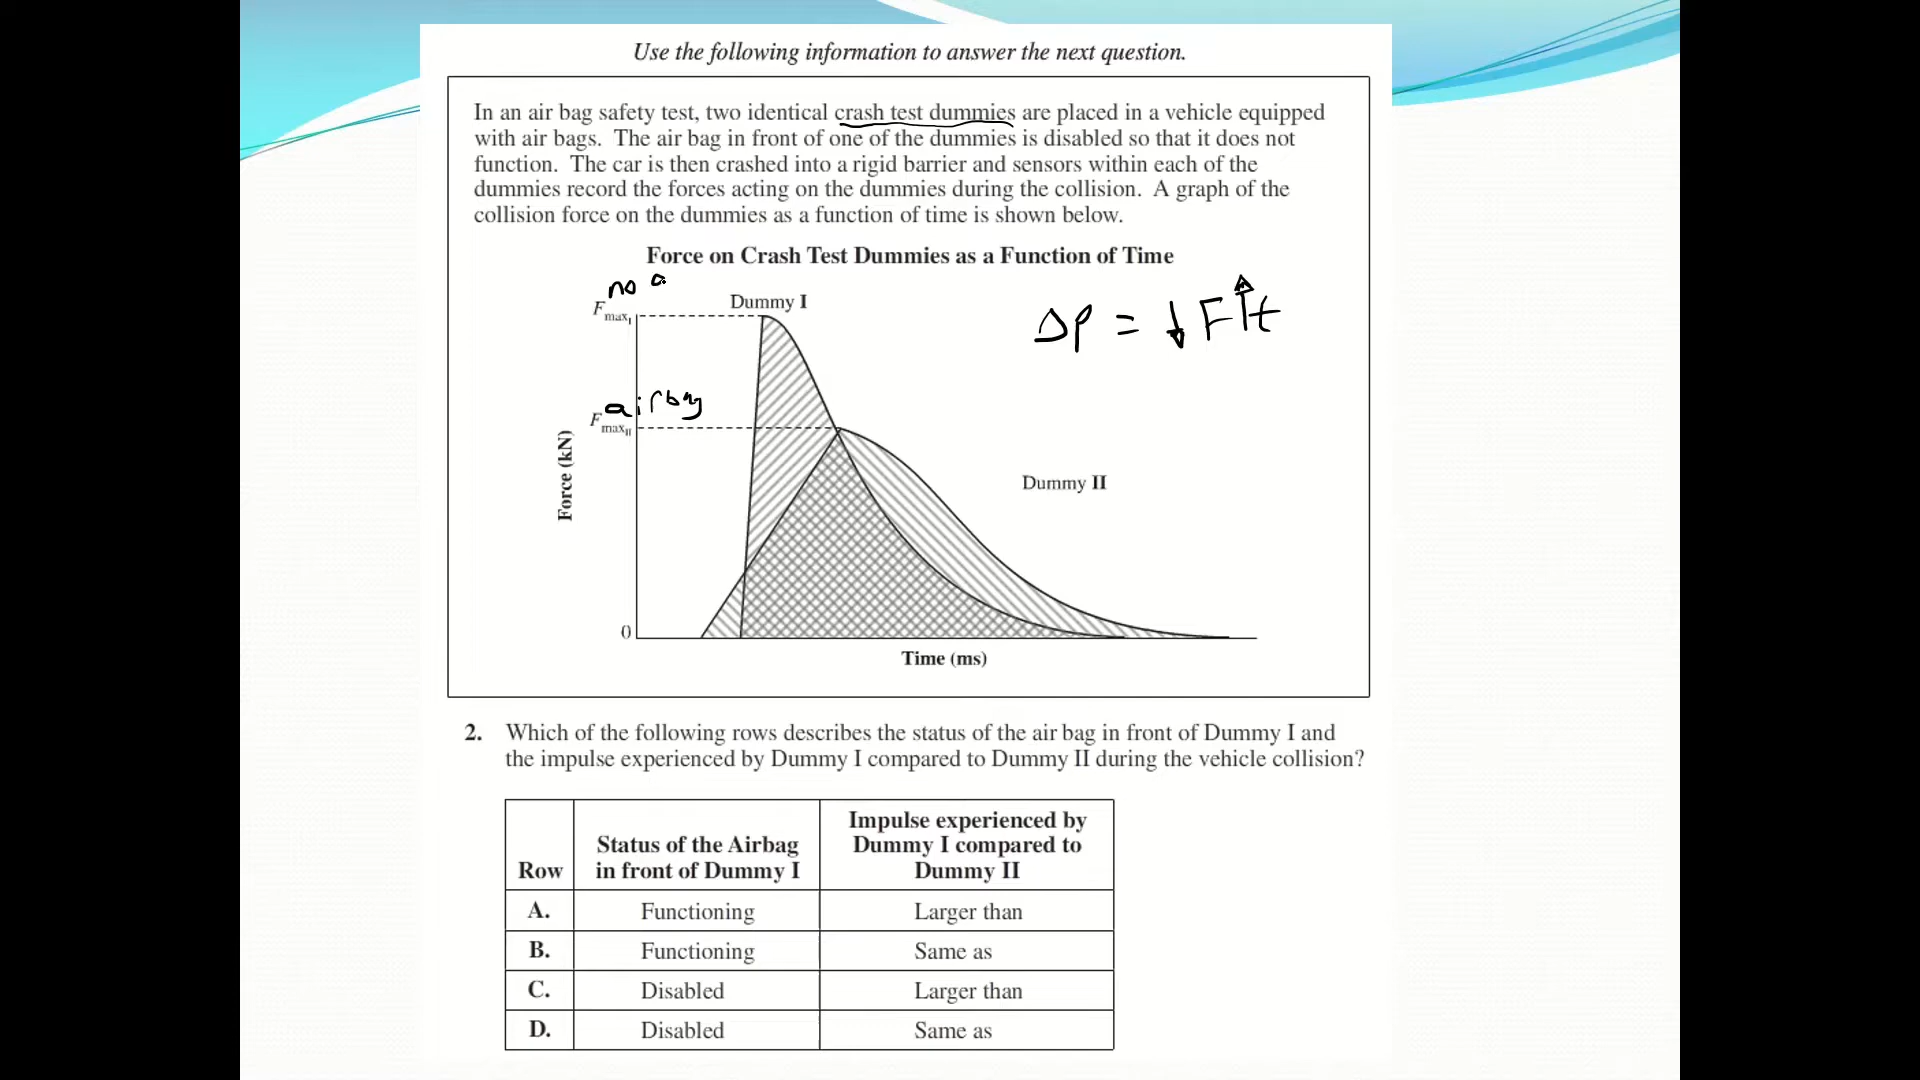 Use the following information to answer the next question.
In an air bag safety test, two identical crash test dummies are placed in a vehicle equipped
with air bags. The air bag in front of one of the dummies is disabled so that it does not
function. The car is then crashed into a rigid barrier and sensors within each of the
dummies record the forces acting on the dummies during the collision. A graph of the
collision force on the dummies as a function of time is shown below.
Force on Crash Test Dummies as a Function of Time
no a
Fmax I
Dummy I
Δp = ↓F↑t
airbag
Fmax II
Force (kN)
Dummy II
0
Time (ms)
2. Which of the following rows describes the status of the air bag in front of Dummy I and
the impulse experienced by Dummy I compared to Dummy II during the vehicle collision?
Row
Status of the Airbag
in front of Dummy I
Impulse experienced by
Dummy I compared to
Dummy II
A. Functioning Larger than
B. Functioning Same as
C. Disabled Larger than
D. Disabled Same as